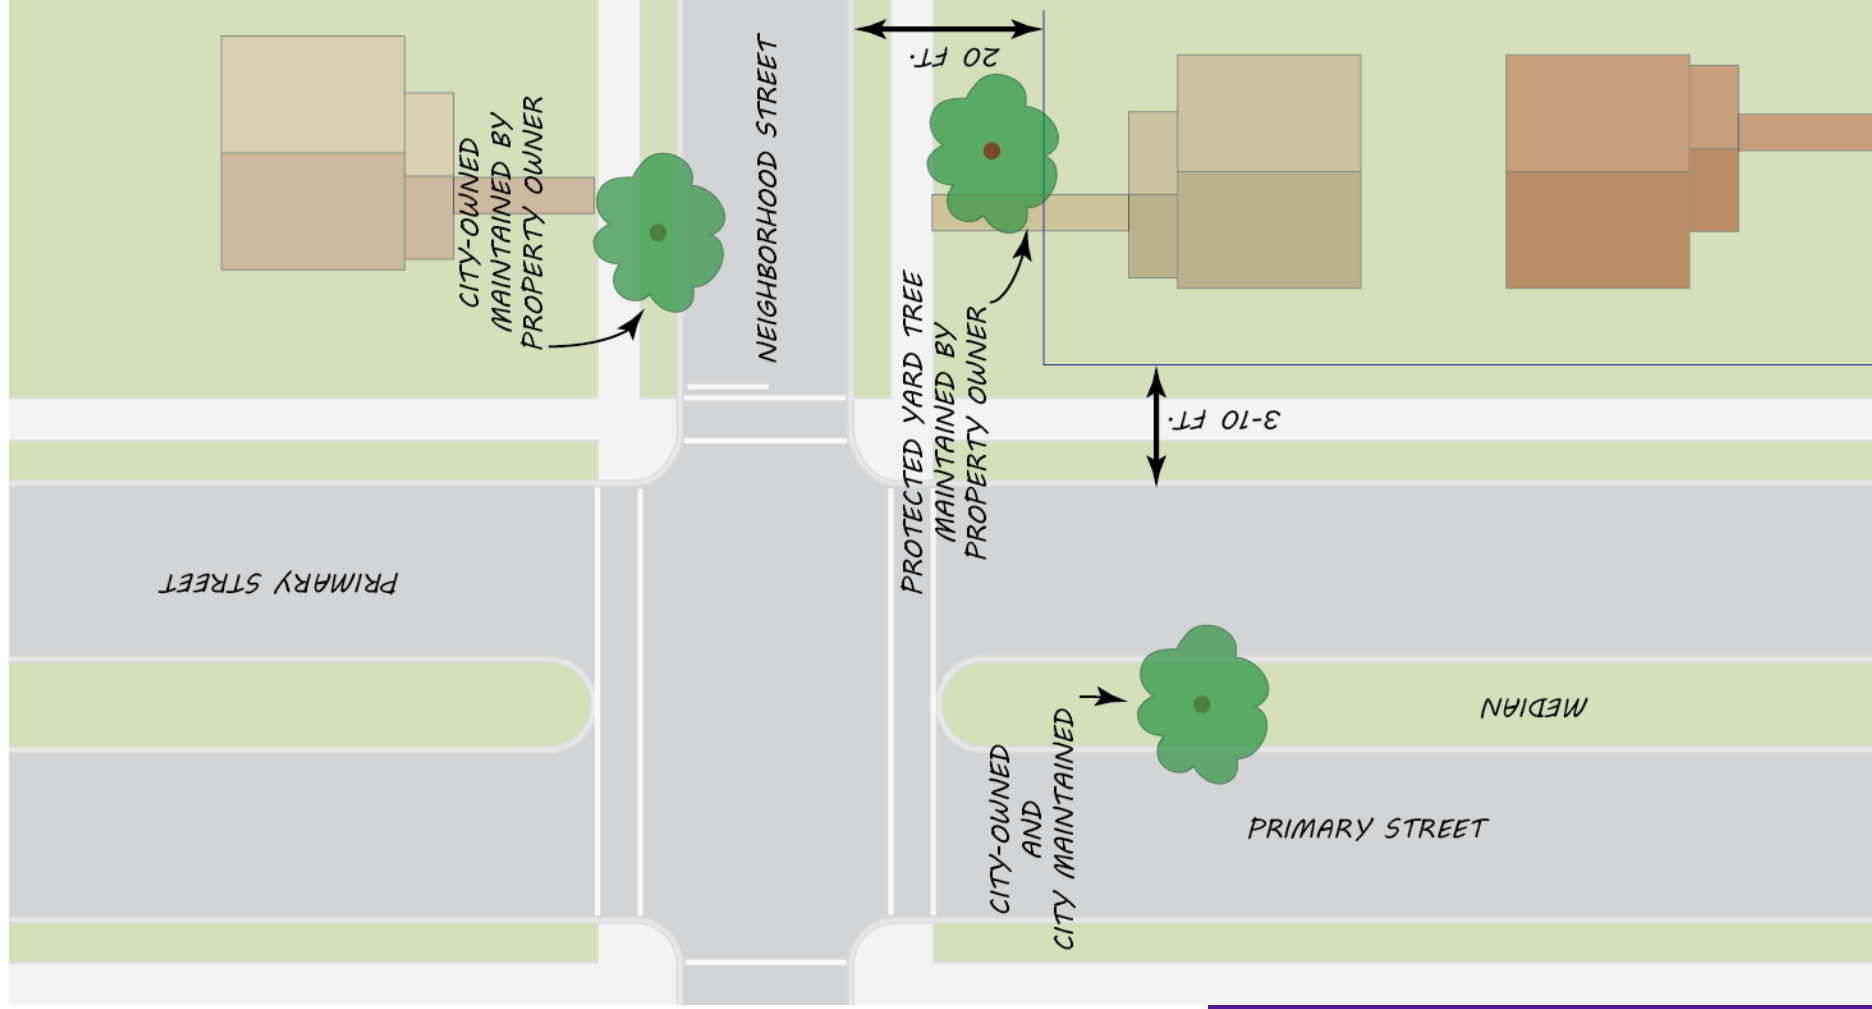 CITY-OWNED
MAINTAINED BY
PROPERTY OWNER
NEIGHBORHOOD STREET
20 FT.
PROTECTED YARD TREE
MAINTAINED BY
PROPERTY OWNER
3-10 FT.
PRIMARY STREET
MEDIAN
CITY-OWNED
AND
CITY MAINTAINED
PRIMARY STREET